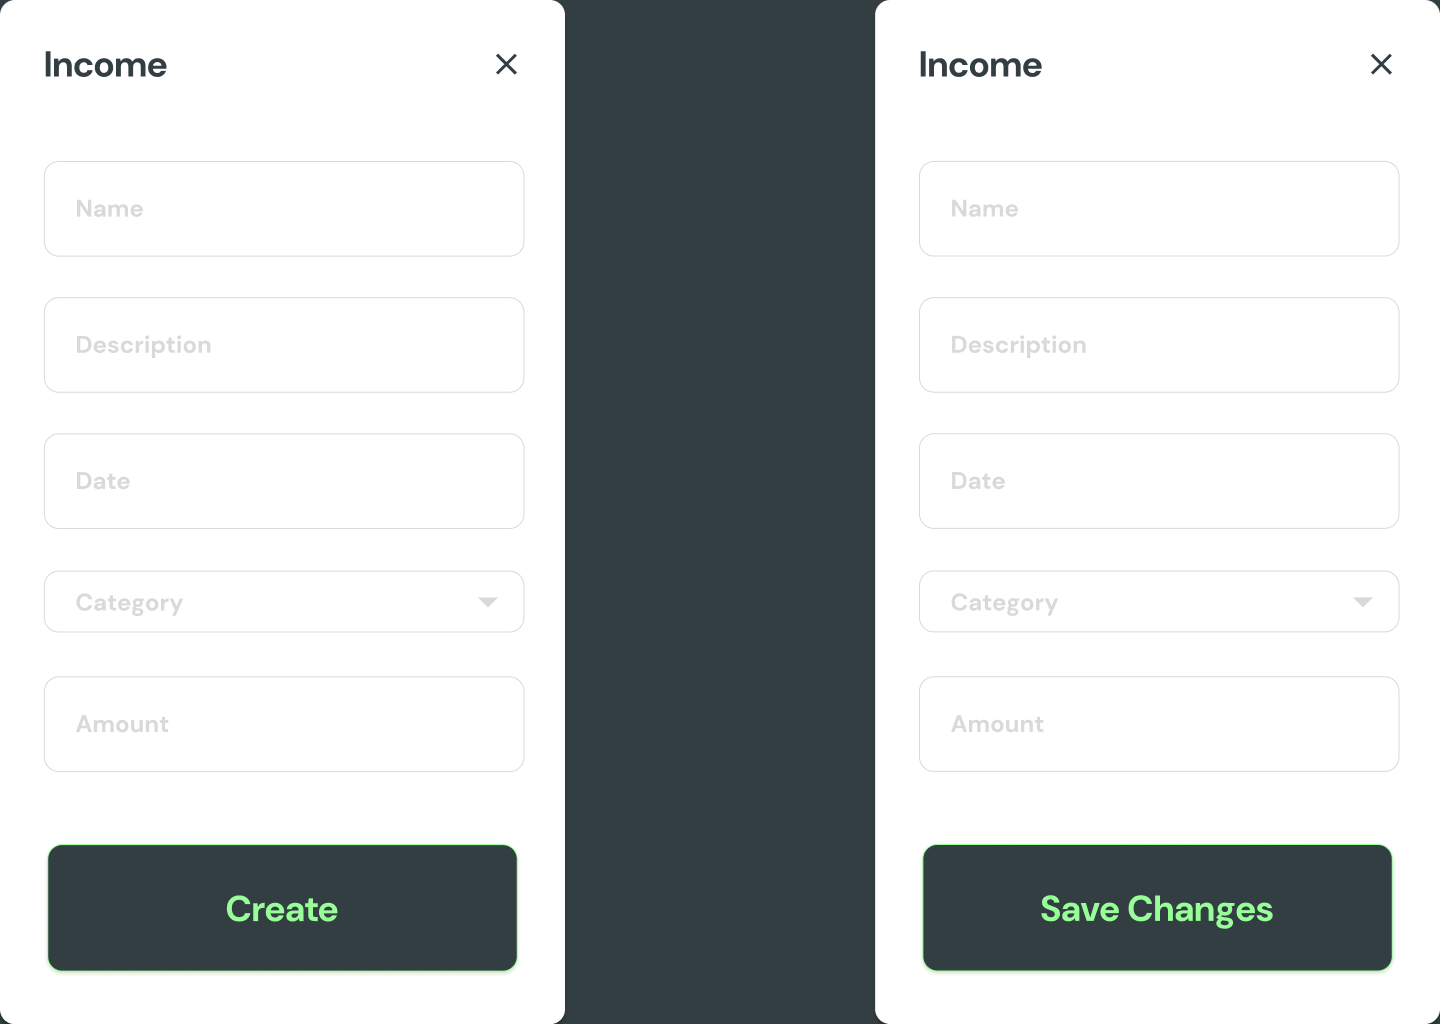 Income
Name
Description
Date
Category
Amount
Create
Income
Name
Description
Date
Category
Amount
Save Changes